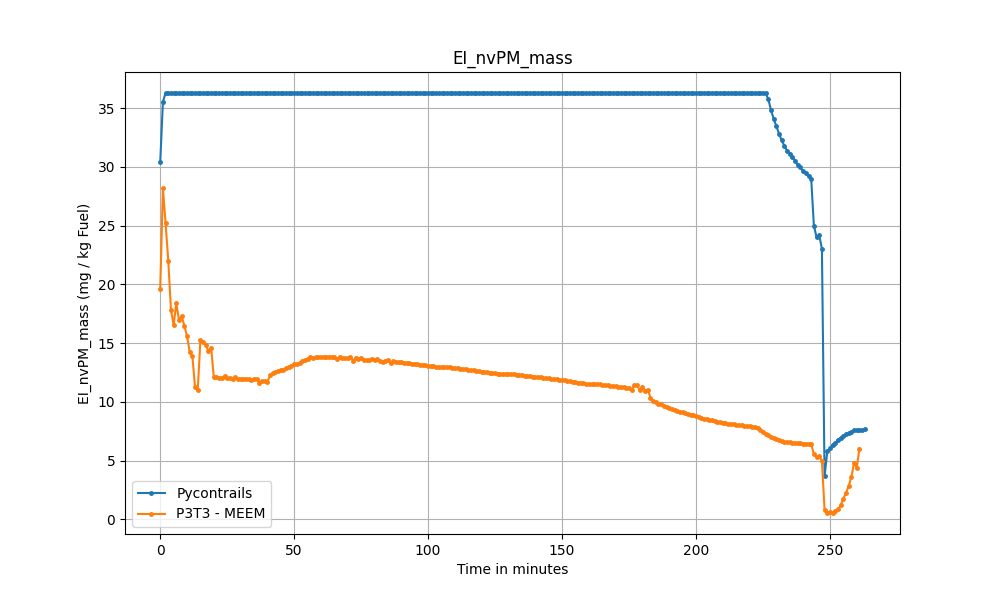 EI_nvPM_mass
EI_nvPM_mass (mg / kg Fuel)
35
30
25
20
15
10
5
0
Pycontrails
P3T3 - MEEM
0 50 100 150 200 250
Time in minutes